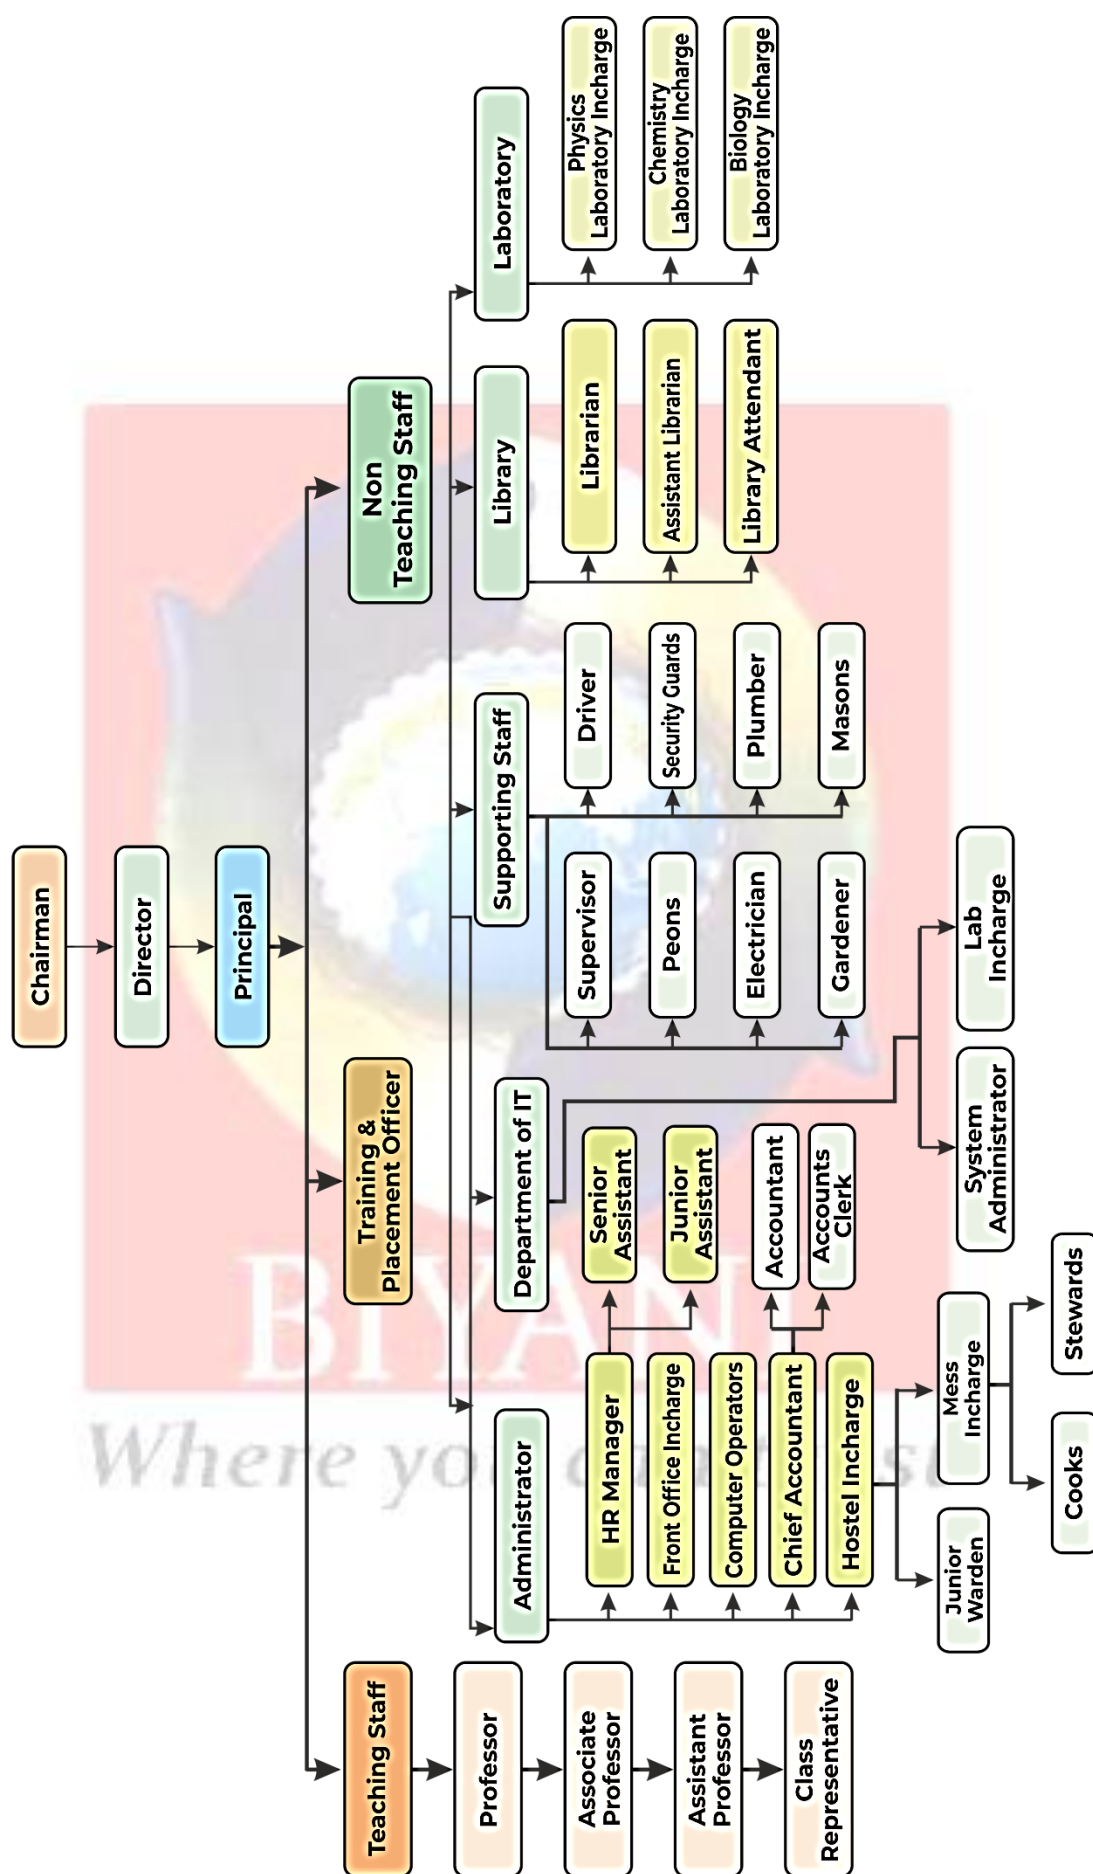 Chairman
Director
Principal
Teaching Staff
Training &
Placement Officer
Non
Teaching Staff
Professor
Associate
Professor
Assistant
Professor
Class
Representative
Administrator
Department of IT
Supporting Staff
Library
Laboratory
HR Manager
Front Office Incharge
Computer Operators
Chief Accountant
Hostel Incharge
Senior
Assistant
Junior
Assistant
Accountant
Accounts
Clerk
Junior
Warden
Mess
Incharge
Cooks
Stewards
System
Administrator
Lab
Incharge
Supervisor
Peons
Electrician
Gardener
Driver
Security Guards
Plumber
Masons
Librarian
Assistant Librarian
Library Attendant
Physics
Laboratory Incharge
Chemistry
Laboratory Incharge
Biology
Laboratory Incharge
BIYANI
Where you